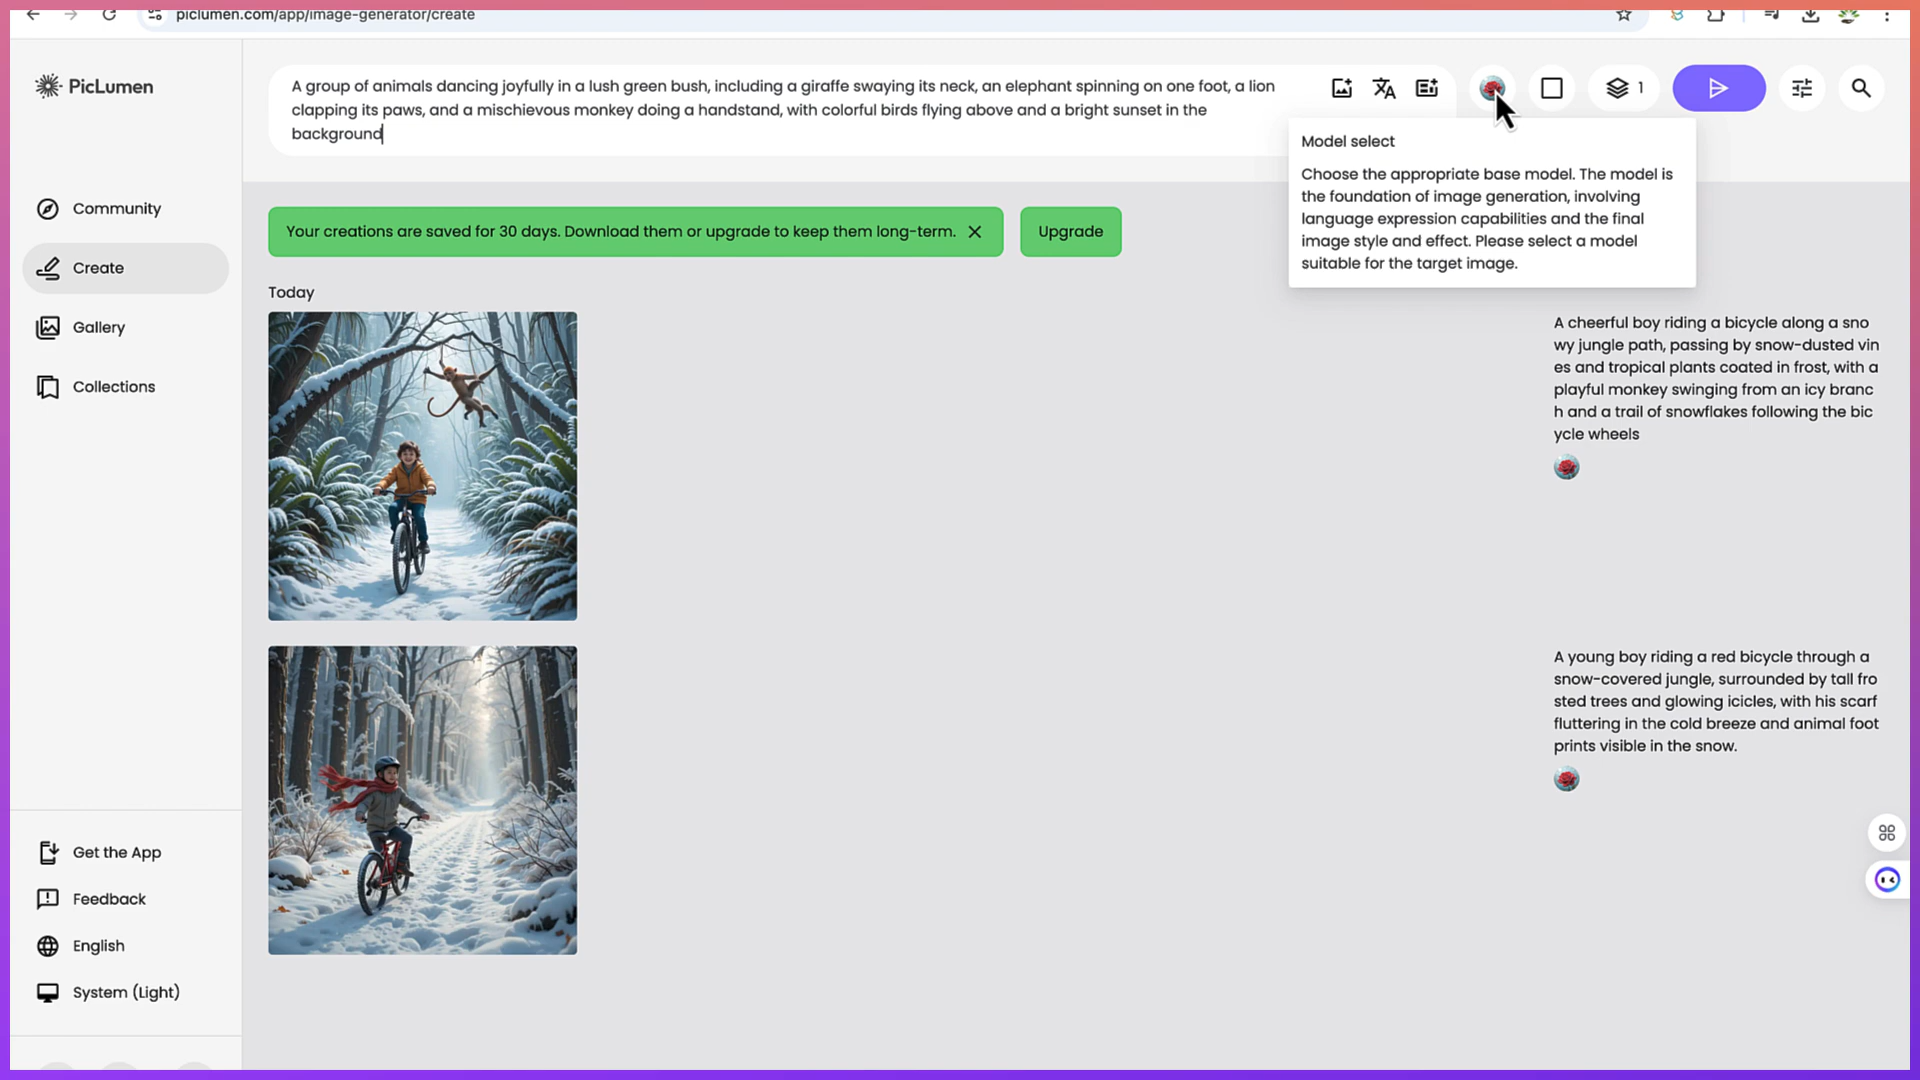 piclumen.com/app/image-generator/create
PicLumen
A group of animals dancing joyfully in a lush green bush, including a giraffe swaying its neck, an elephant spinning on one foot, a lion
clapping its paws, and a mischievous monkey doing a handstand, with colorful birds flying above and a bright sunset in the
background
1
Model select
Choose the appropriate base model. The model is
the foundation of image generation, involving
language expression capabilities and the final
image style and effect. Please select a model
suitable for the target image.
Community
Create
Gallery
Collections
Your creations are saved for 30 days. Download them or upgrade to keep them long-term.
Upgrade
Today
A cheerful boy riding a bicycle along a sno
wy jungle path, passing by snow-dusted vin
es and tropical plants coated in frost, with a
playful monkey swinging from an icy branc
h and a trail of snowflakes following the bic
ycle wheels
A young boy riding a red bicycle through a
snow-covered jungle, surrounded by tall fro
sted trees and glowing icicles, with his scarf
fluttering in the cold breeze and animal foot
prints visible in the snow.
Get the App
Feedback
English
System (Light)